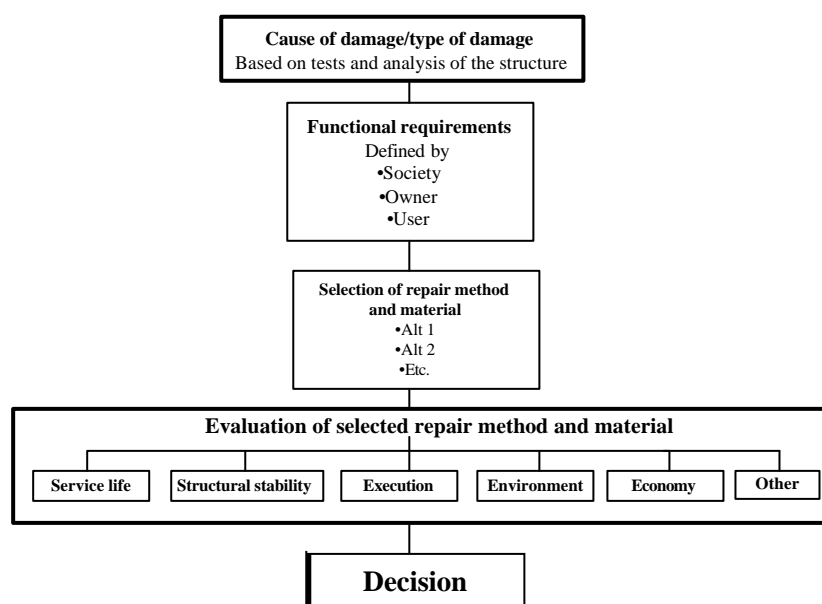 Cause of damage/type of damage
Based on tests and analysis of the structure
Functional requirements
Defined by
•Society
•Owner
•User
Selection of repair method
and material
•Alt 1
•Alt 2
•Etc.
Evaluation of selected repair method and material
Service life
Structural stability
Execution
Environment
Economy
Other
Decision